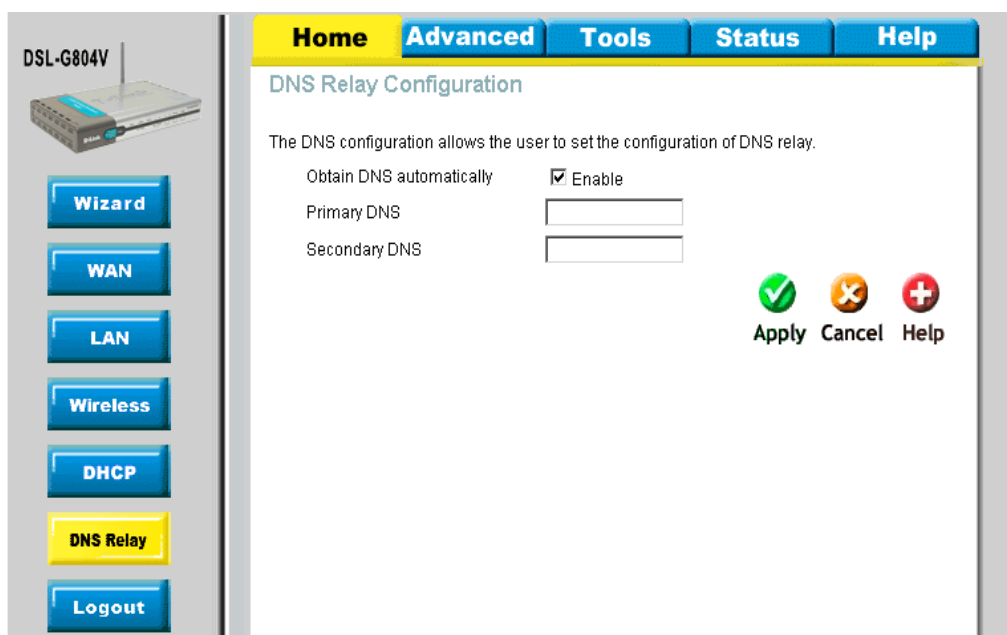 DSL-G804V
Home Advanced Tools Status Help
DNS Relay Configuration
The DNS configuration allows the user to set the configuration of DNS relay.
Obtain DNS automatically Enable
Primary DNS
Secondary DNS
Apply Cancel Help
Wizard
WAN
LAN
Wireless
DHCP
DNS Relay
Logout